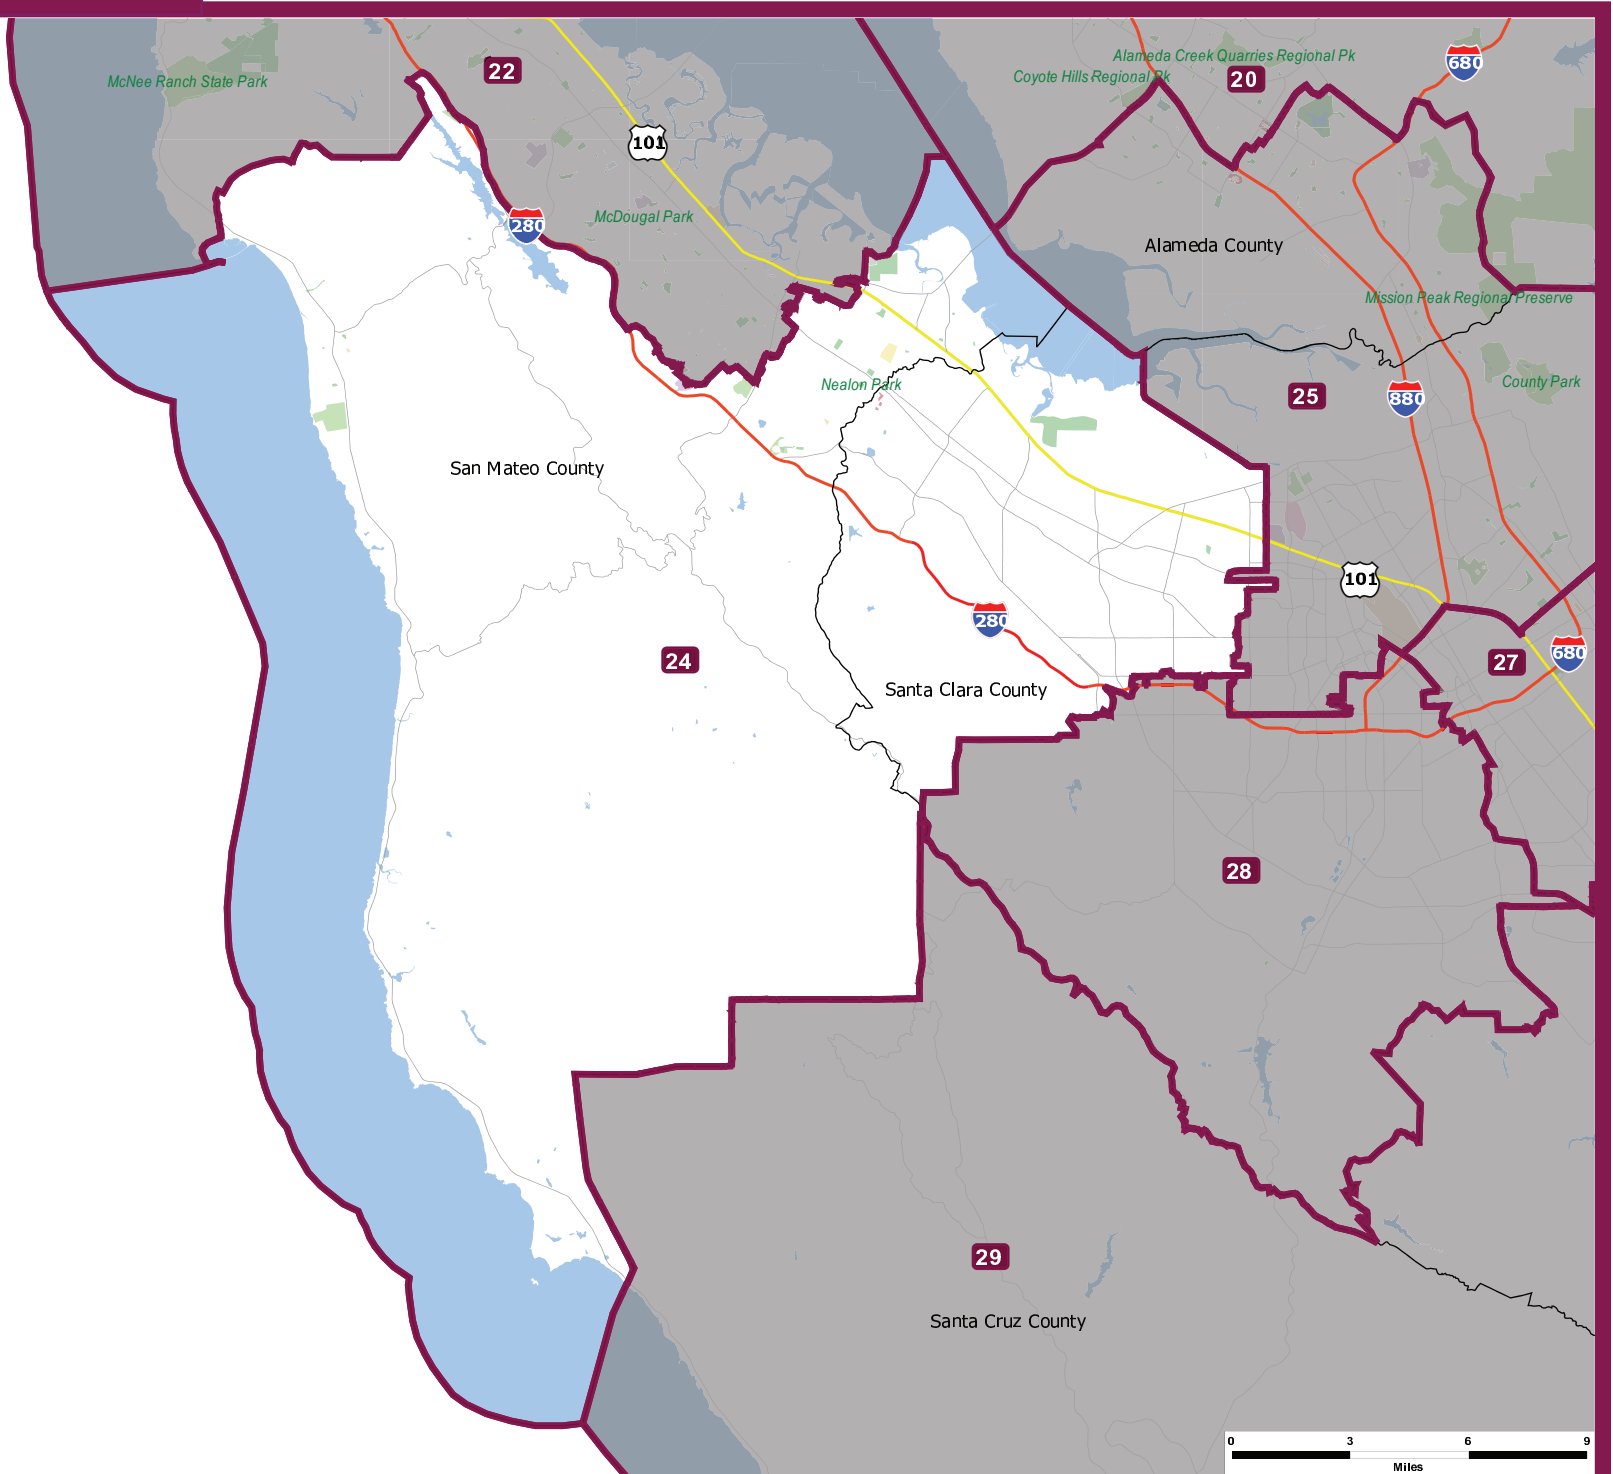 Alameda Creek Quarries Regional Pk
680
22
Coyote Hills Regional Pk
20
McNee Ranch State Park
101
McDougal Park
280
Alameda County
Mission Peak Regional Preserve
Nealon Park
County Park
25
880
San Mateo County
101
280
24
27
680
Santa Clara County
28
29
Santa Cruz County
0 3 6 9
Miles